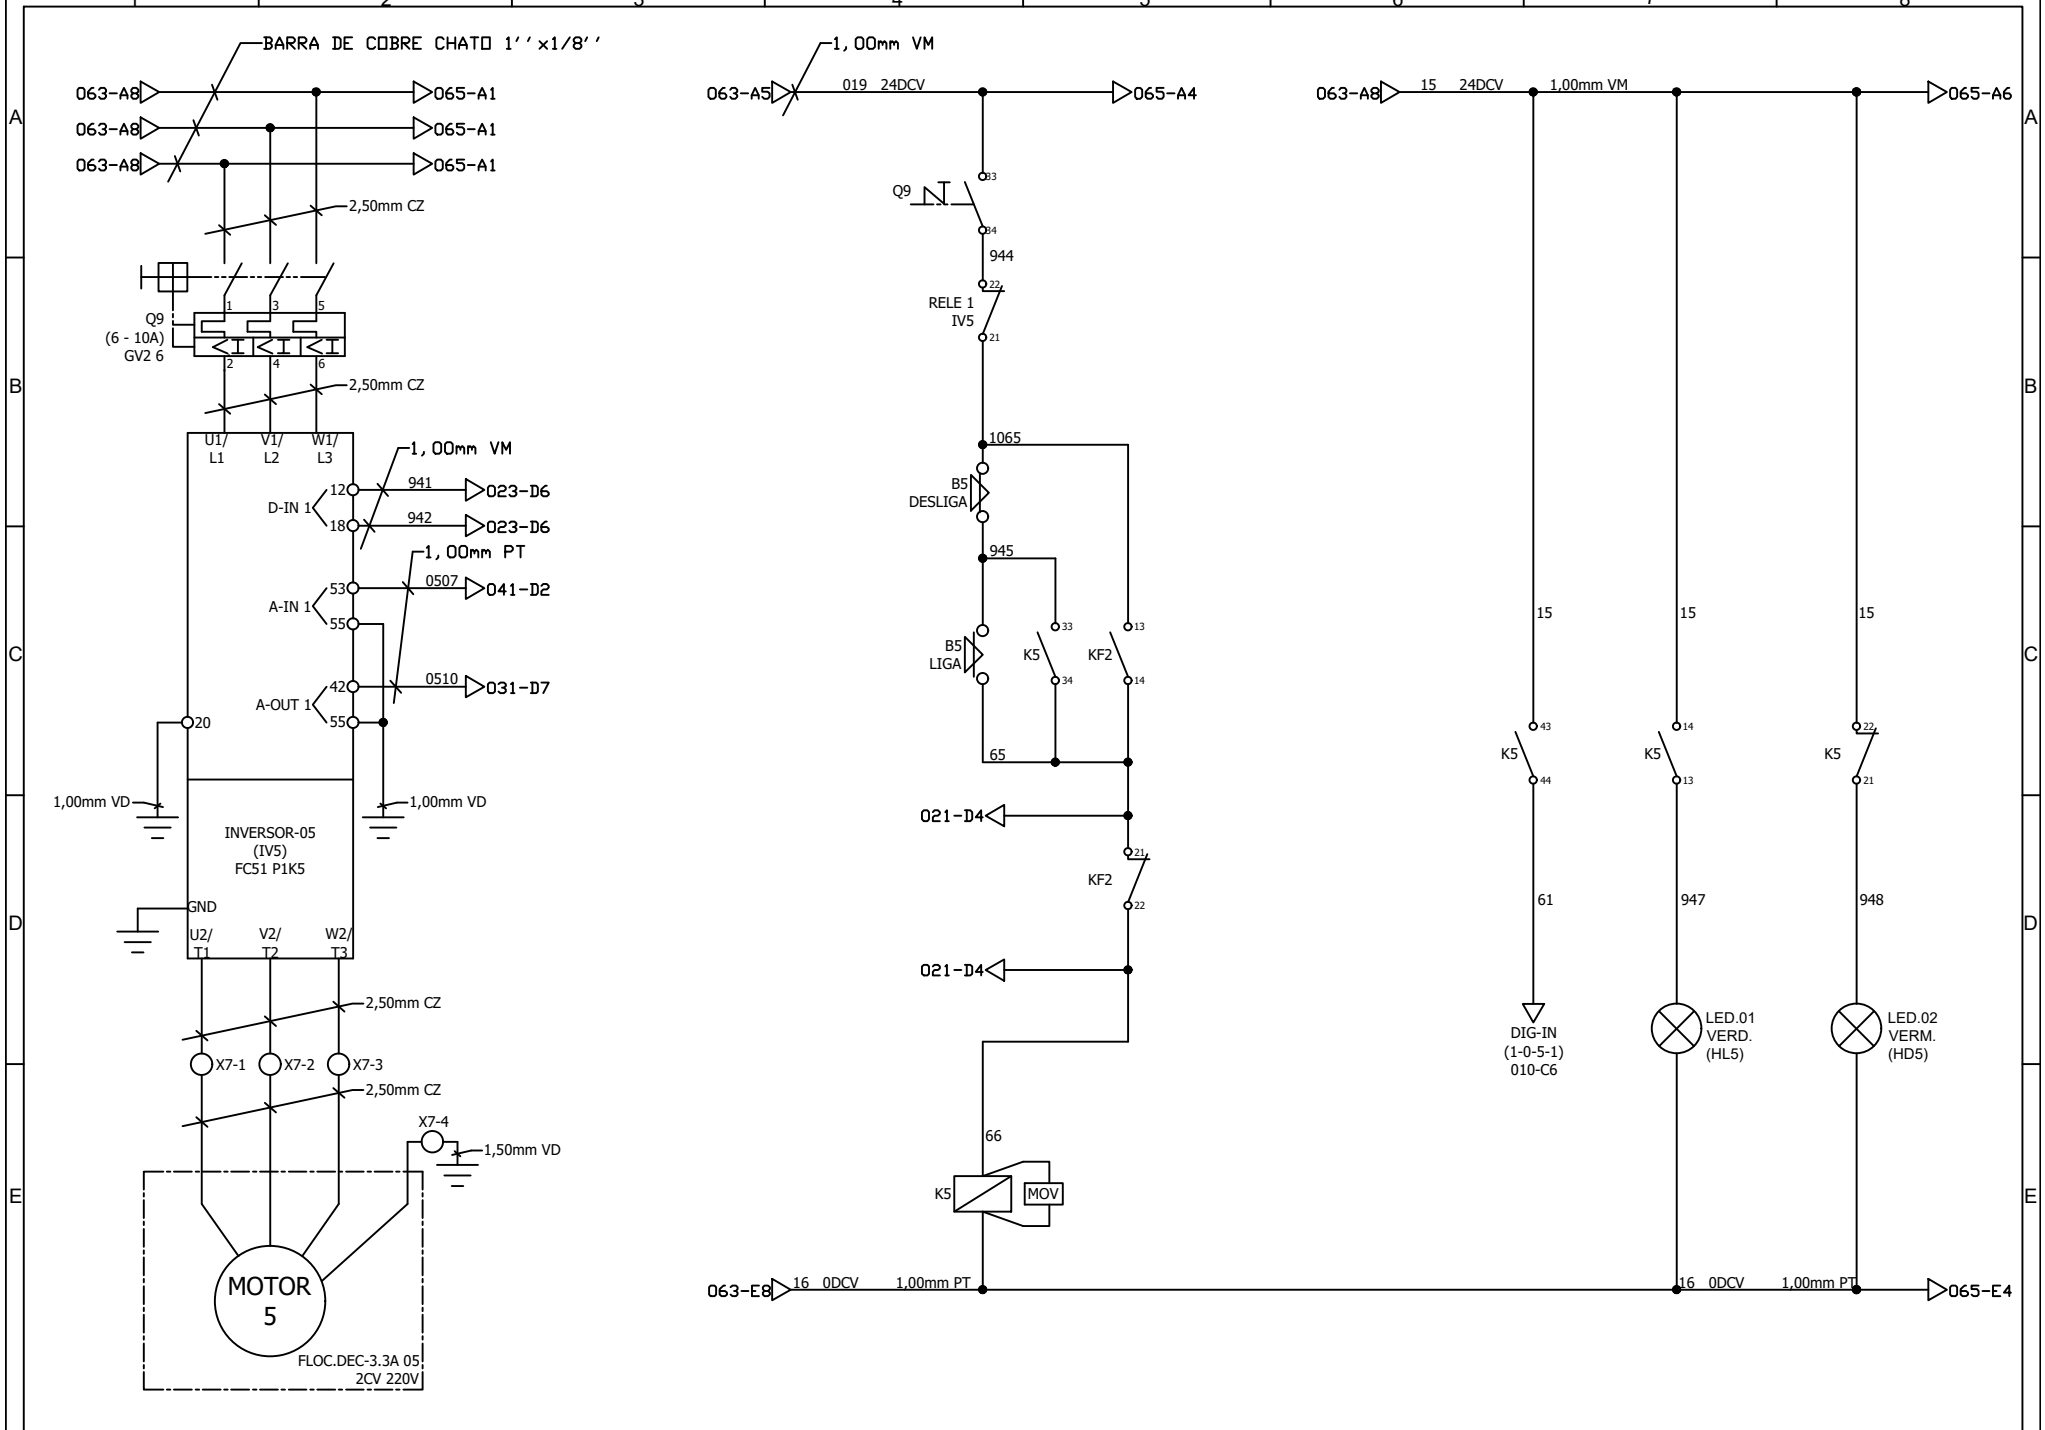 2 3 4 5 6 7 8
BARRA DE COBRE CHATO 1''x1/8''
1,00mm VM
063-A8 065-A1
063-A5 019 24DCV 065-A4
063-A8 15 24DCV 1,00mm VM 065-A6
A A
063-A8 065-A1
063-A8 065-A1
2,50mm CZ
Q9 33
34
944
1 3 5
Q9
(6 - 10A)
GV2 6
2 4 6
RELE 1
IV5
22
21
2,50mm CZ
B B
U1/ V1/ W1/
L1 L2 L3
1,00mm VM
D-IN 1 12 941 023-D6
18 942 023-D6
1,00mm PT
A-IN 1 53 0507 041-D2
55
A-OUT 1 42 0510 031-D7
55
20
1065
B5
DESLIGA
945
B5
LIGA
K5 33
34
KF2 13
14
15 15 15
C C
65
K5 43
44
K5 14
13
K5 22
21
1,00mm VD 1,00mm VD
021-D4
INVERSOR-05
(IV5)
FC51 P1K5
KF2 21
22
61 947 948
GND
D D
U2/ V2/ W2/
T1 T2 T3
021-D4
2,50mm CZ
X7-1 X7-2 X7-3
2,50mm CZ
DIG-IN
(1-0-5-1)
010-C6
LED.01
VERD.
(HL5)
LED.02
VERM.
(HD5)
X7-4
1,50mm VD
66
K5 MOV
E E
MOTOR
5
063-E8 16 0DCV 1,00mm PT 16 0DCV 1,00mm PT 065-E4
FLOC.DEC-3.3A 05
2CV 220V